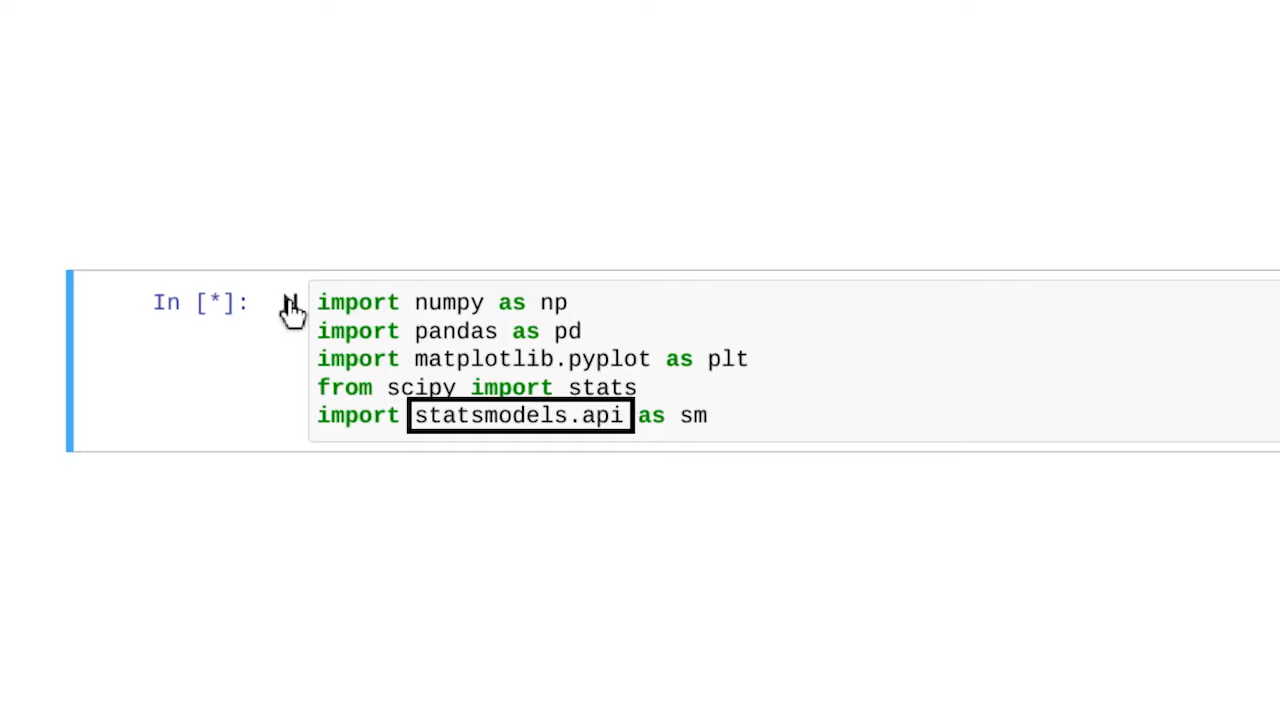 In [*]: import numpy as np
import pandas as pd
import matplotlib.pyplot as plt
from scipy import stats
import statsmodels.api as sm